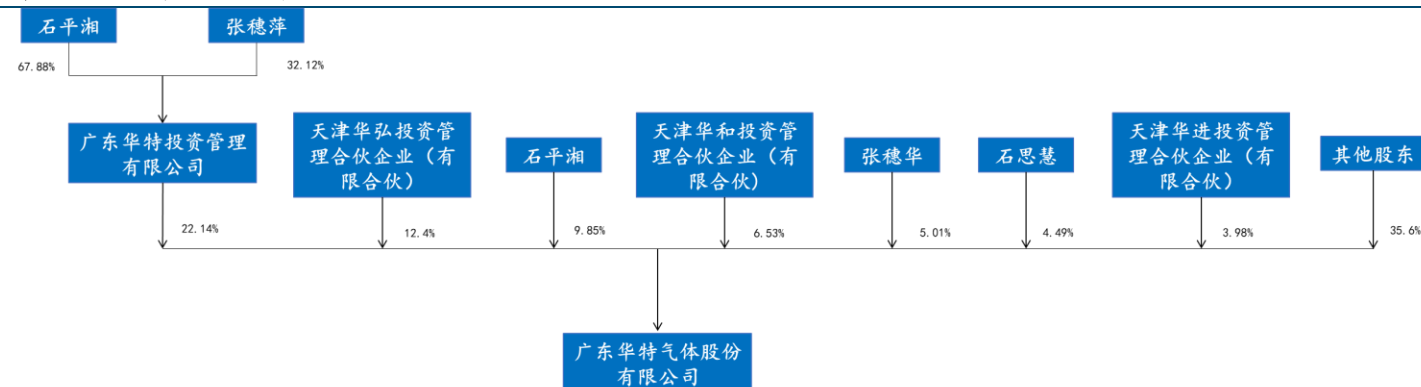 石平湘
张穗萍
67.88%
32.12%
广东华特投资管理
有限公司
天津华弘投资管
理合伙企业（有
限合伙）
石平湘
天津华和投资管
理合伙企业（有
限合伙)
张穗华
石思慧
天津华进投资管
理合伙企业（有
限合伙）
其他股东
22.14%
12.4%
9.85%
6.53%
5.01%
4.49%
3.98%
35.6%
广东华特气体股份
有限公司